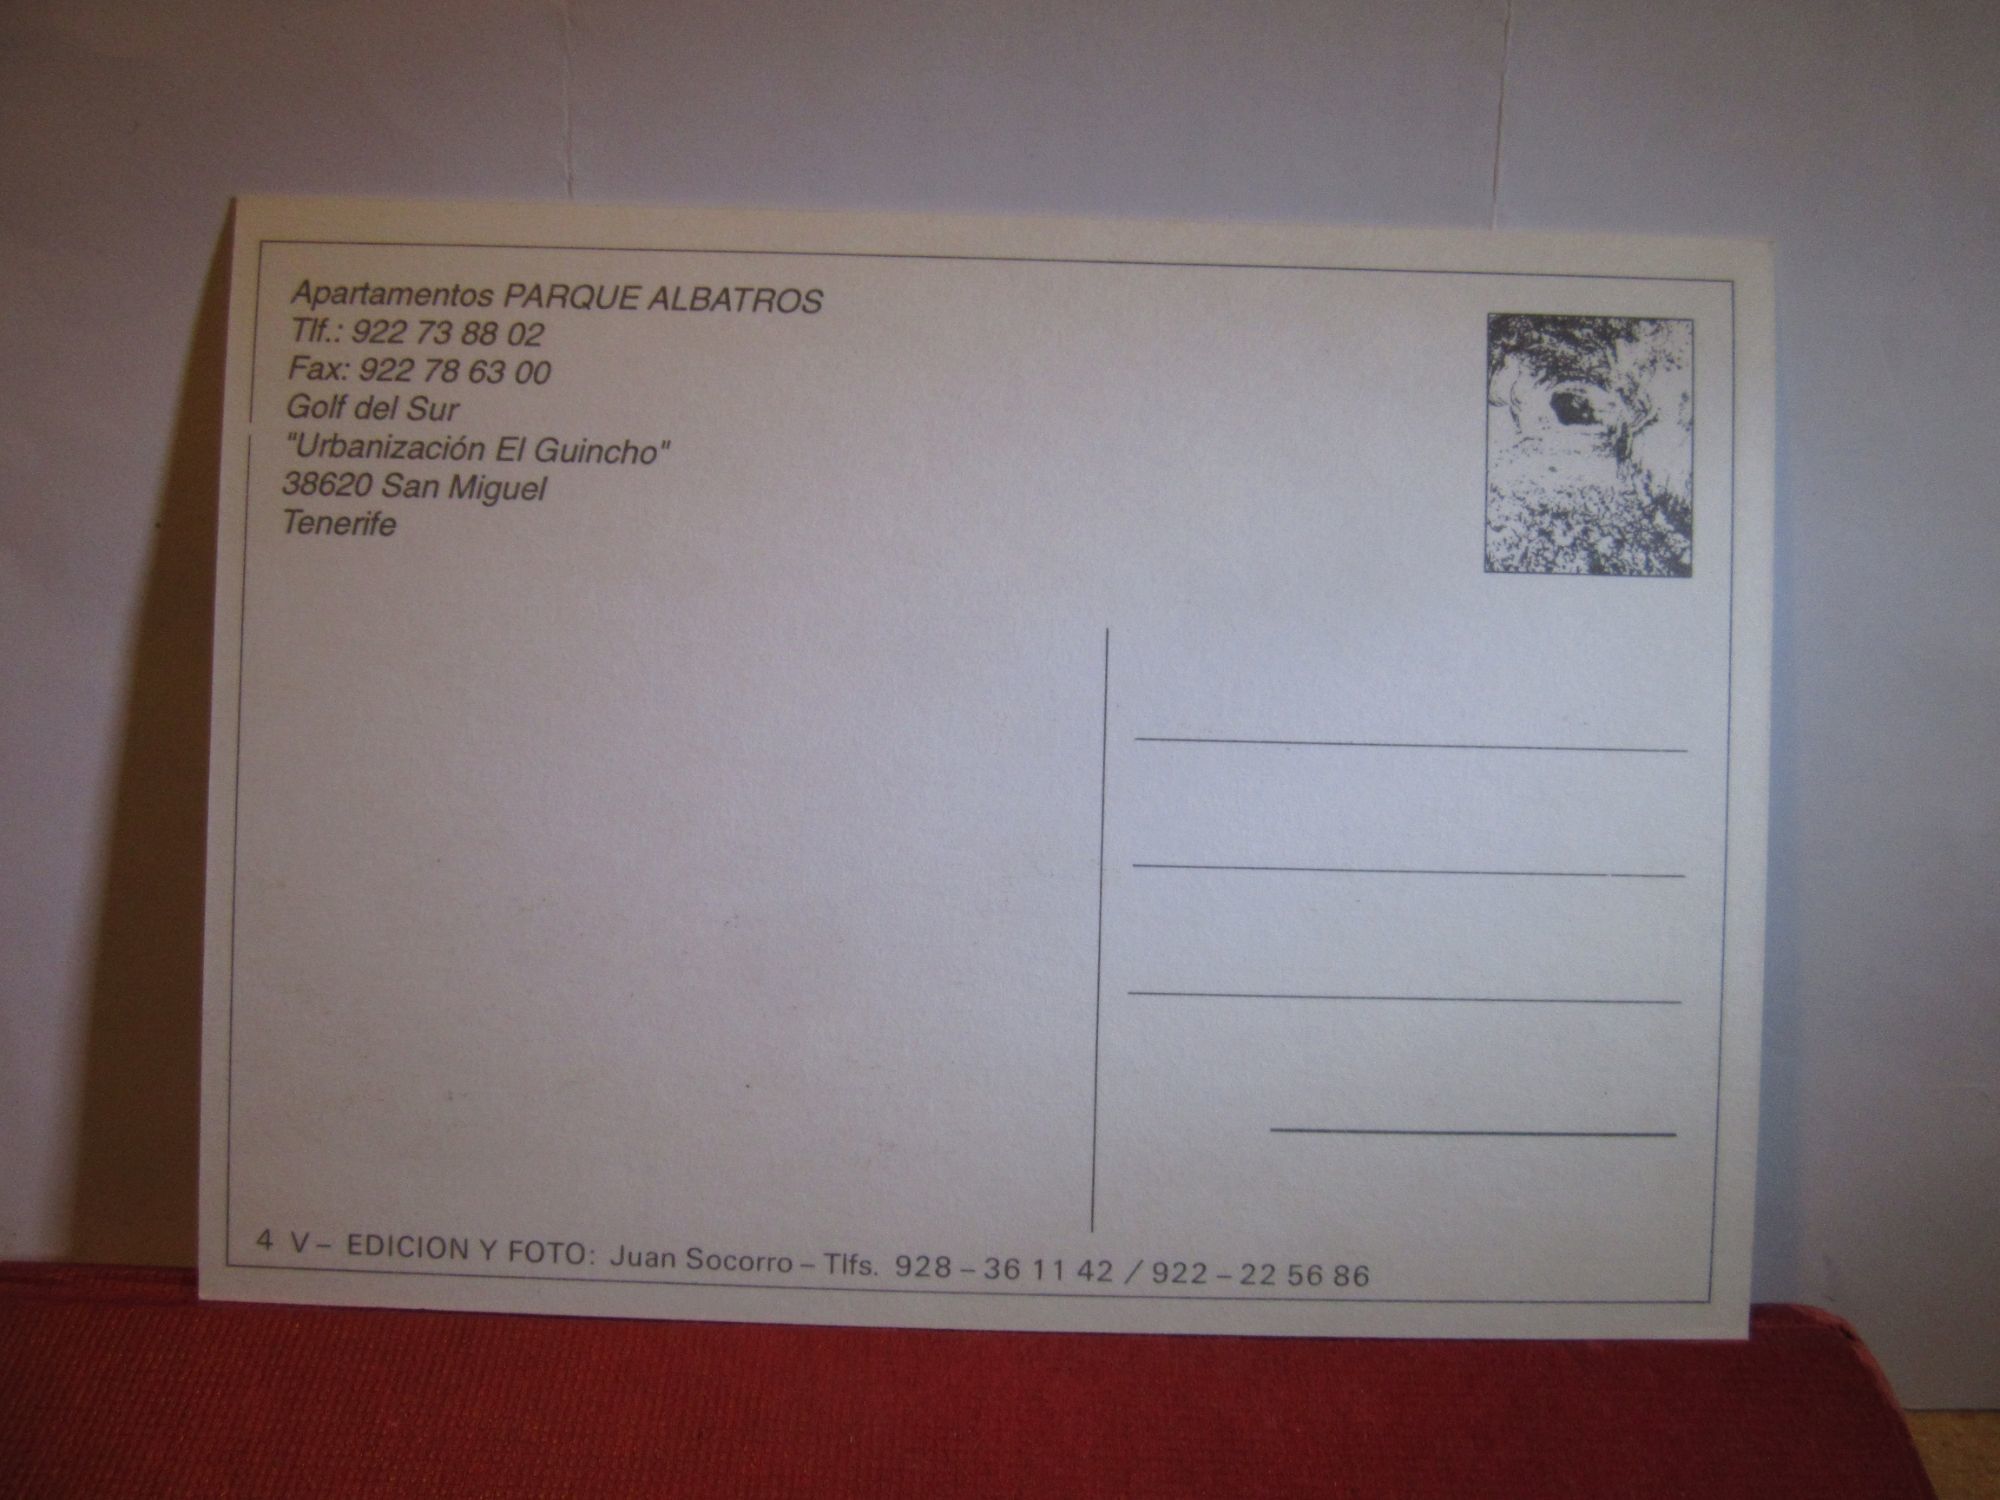 Apartamentos PARQUE ALBATROS
Tlf.: 922 73 88 02
Fax: 922 78 63 00
Golf del Sur
"Urbanización El Guincho"
38620 San Miguel
Tenerife
4 V – EDICION Y FOTO: Juan Socorro – Tlfs. 928 – 36 11 42 / 922 – 22 56 86